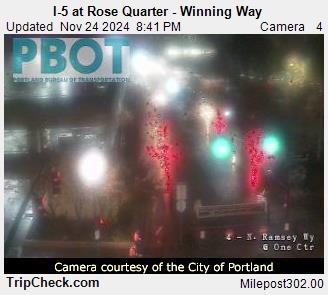 I-5 at Rose Quarter - Winning Way
Updated Nov 24 2024 8:41 PM Camera 4
PBOT
PORTLAND BUREAU OF TRANSPORTATION
4 - N. Ramsey Wy
@ One Ctr
Camera courtesy of the City of Portland
TripCheck.com Milepost302.00